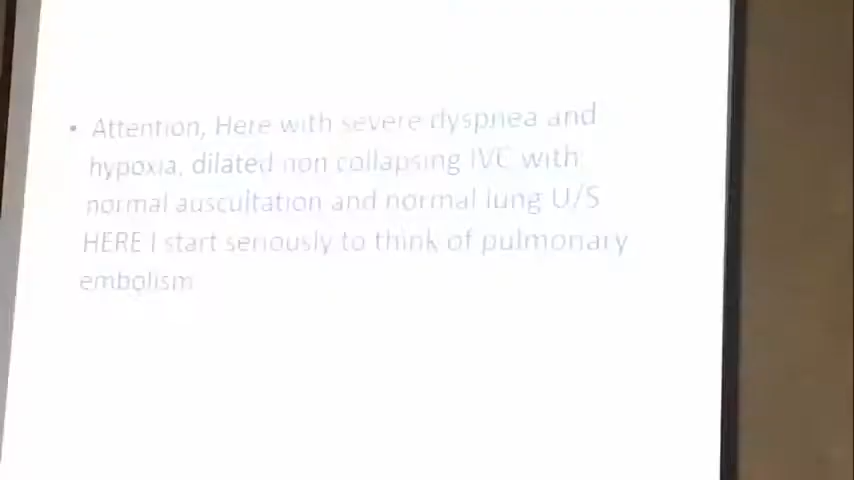 • Attention, Here with severe dyspnea and
hypoxia, dilated non collapsing IVC with
normal auscultation and normal lung U/S
HERE I start seriously to think of pulmonary
embolism